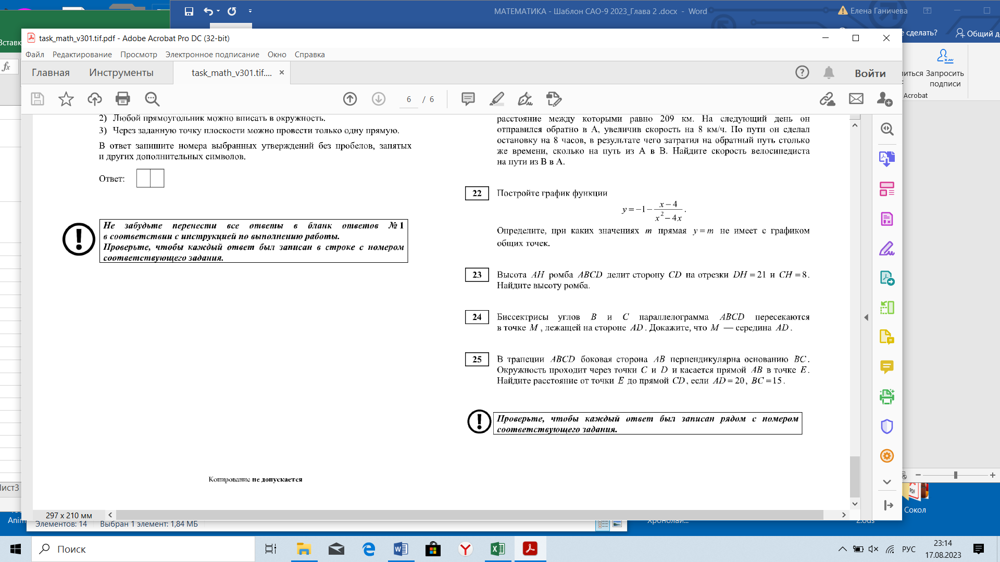 МАТЕМАТИКА - Шаблон САО-9 2023_Глава 2 .docx - Word
Елена Ганичева
task_math_v301.tif.pdf - Adobe Acrobat Pro DC (32-bit)
сделать?
Общий
Файл Редактирование Просмотр Электронное подписание Окно Справка
Главная Инструменты task_math_v301.tif.... Войти
Запросить
подписи
Acrobat
6 / 6
2) Любой прямоугольник можно вписать в окружность.
3) Через заданную точку плоскости можно провести только одну прямую.
В ответ запишите номера выбранных утверждений без пробелов, запятых
и других дополнительных символов.
Ответ:
Не забудьте перенести все ответы в бланк ответов № 1
в соответствии с инструкцией по выполнению работы.
Проверьте, чтобы каждый ответ был записан в строке с номером
соответствующего задания.
Копирование не допускается
расстояние между которыми равно 209 км. На следующий день он
отправился обратно в А, увеличив скорость на 8 км/ч. По пути он сделал
остановку на 8 часов, в результате чего затратил на обратный путь столько
же времени, сколько на путь из А в В. Найдите скорость велосипедиста
на пути из В в А.
22 Постройте график функции
y = −1 − (x − 4)/(x² − 4x).
Определите, при каких значениях m прямая y = m не имеет с графиком
общих точек.
23 Высота AH ромба ABCD делит сторону CD на отрезки DH = 21 и CH = 8.
Найдите высоту ромба.
24 Биссектрисы углов B и C параллелограмма ABCD пересекаются
в точке M , лежащей на стороне AD . Докажите, что M — середина AD .
25 В трапеции ABCD боковая сторона AB перпендикулярна основанию BC .
Окружность проходит через точки C и D и касается прямой AB в точке E .
Найдите расстояние от точки E до прямой CD, если AD = 20, BC = 15.
Проверьте, чтобы каждый ответ был записан рядом с номером
соответствующего задания.
297 x 210 мм
Элементов: 14 Выбран 1 элемент: 1,84 МБ
Сокол
Поиск
РУС
23:14
17.08.2023